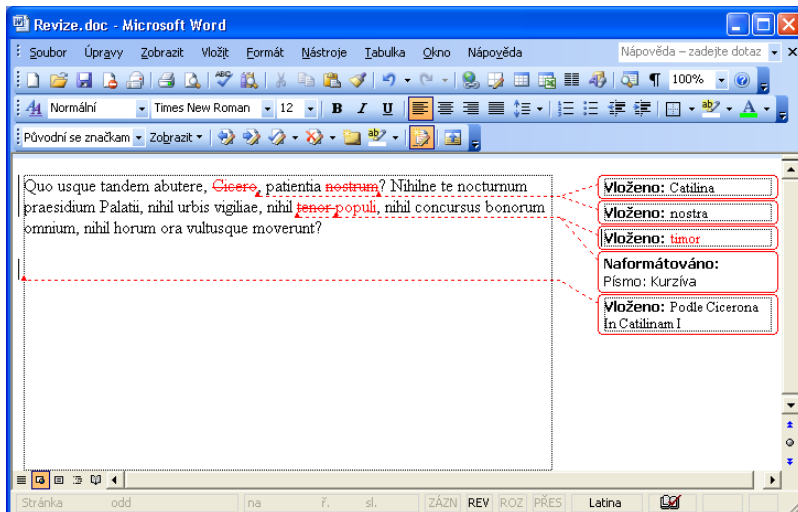 Revize.doc - Microsoft Word
Soubor Úpravy Zobrazit Vložit Formát Nástroje Tabulka Okno Nápověda Nápověda – zadejte dotaz
100%
Normální Times New Roman 12 B I U
Původní se značkam Zobrazit
Quo usque tandem abutere, Cicero, patientia nostrum? Nihilne te nocturnum
praesidium Palatii, nihil urbis vigiliae, nihil tenor populi, nihil concursus bonorum
omnium, nihil horum ora vultusque moverunt?
Vloženo: Catilina
Vloženo: nostra
Vloženo: timor
Naformátováno:
Písmo: Kurzíva
Vloženo: Podle Cicerona
In Catilinam I
Stránka odd na ř. sl. ZÁZN REV ROZ PŘES Latina